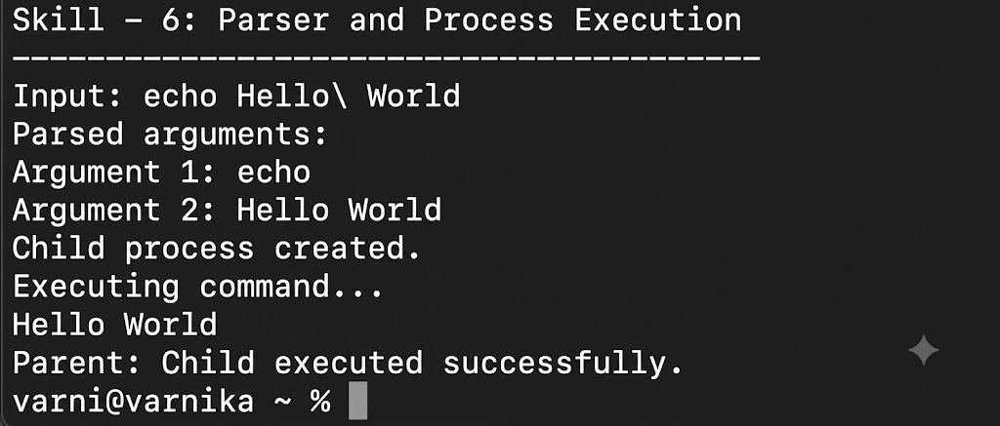 Skill – 6: Parser and Process Execution
----------------------------------------
Input: echo Hello\ World
Parsed arguments:
Argument 1: echo
Argument 2: Hello World
Child process created.
Executing command...
Hello World
Parent: Child executed successfully.
varni@varnika ~ %